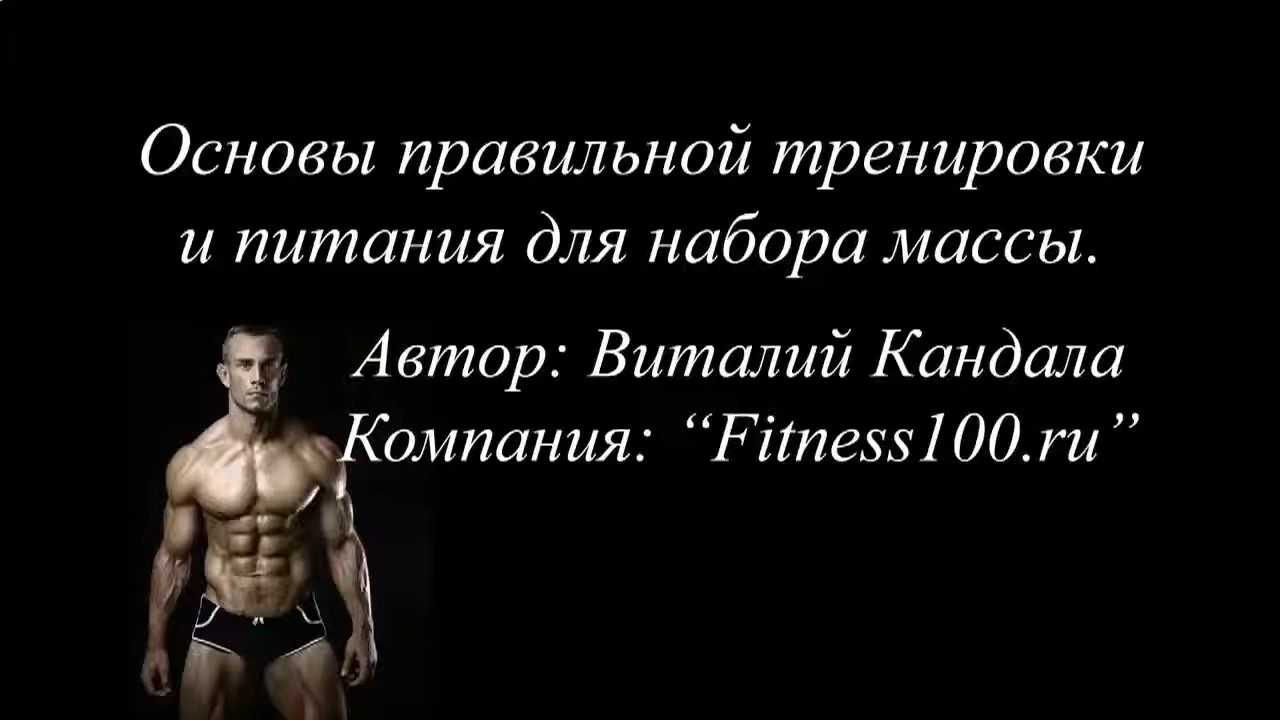 Основы правильной тренировки
и питания для набора массы.
Автор: Виталий Кандала
Компания: “Fitness100.ru”